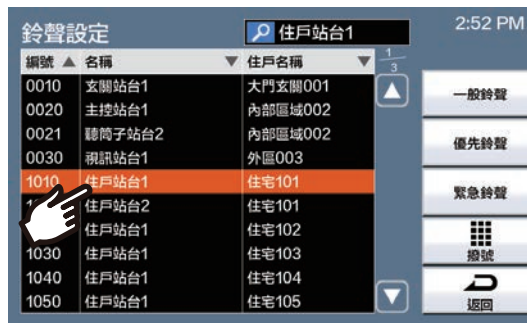 鈴聲設定 住戶站台1 2:52 PM
編號 名稱 住戶名稱 1/3
0010 玄關站台1 大門玄關001
0020 主控站台1 內部區域002
0021 聽筒子站台2 內部區域002
0030 視訊站台1 外區003
1010 住戶站台1 住宅101
住戶站台2 住宅101
住戶站台1 住宅102
1030 住戶站台1 住宅103
1040 住戶站台1 住宅104
1050 住戶站台1 住宅105
一般鈴聲
優先鈴聲
緊急鈴聲
撥號
返回